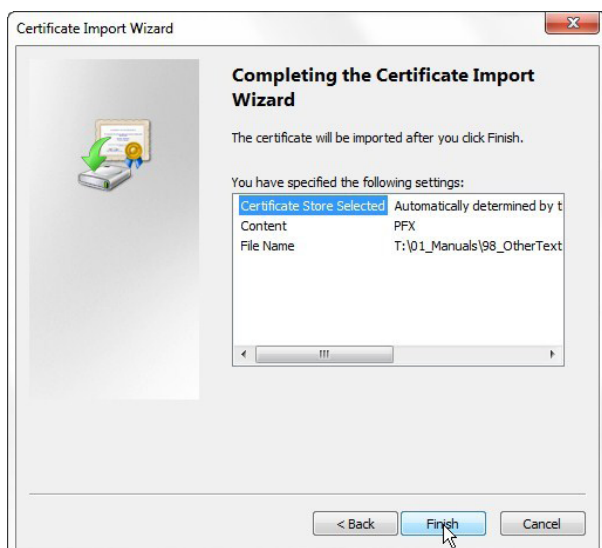 Certificate Import Wizard
Completing the Certificate Import
Wizard
The certificate will be imported after you click Finish.
You have specified the following settings:
Certificate Store Selected Automatically determined by t
Content PFX
File Name T:\01_Manuals\98_OtherText
< Back Finish Cancel